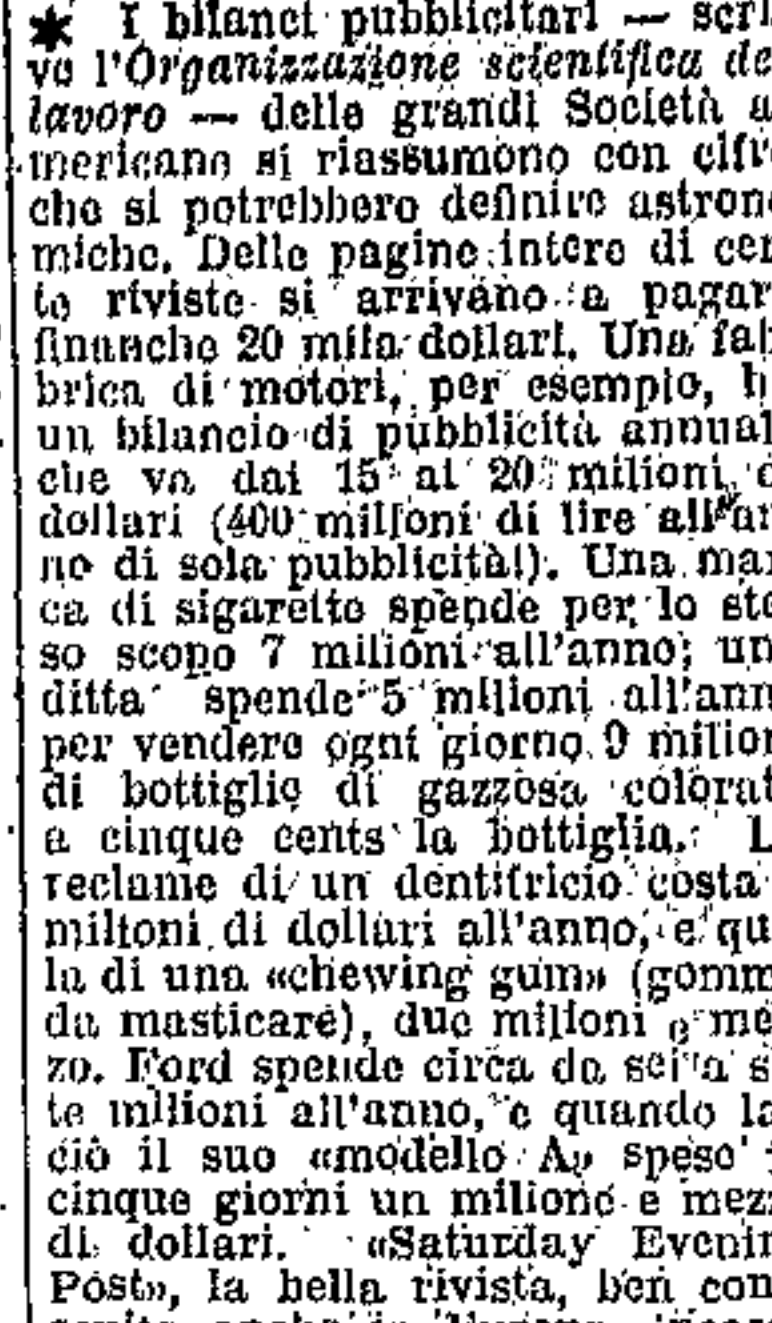 * I bilanci pubblicitari — scri
ve l'Organizzazione scientifica de
lavoro — delle grandi Società a
mericane si riassumono con cifre
che si potrebbero definire astrono
miche. Delle pagine intere di cer
te riviste si arrivano a pagar
finanche 20 mila dollari. Una fab
brica di motori, per esempio, h
un bilancio di pubblicità annual
che va dai 15 ai 20 milioni d
dollari (400 milioni di lire all'an
no di sola pubblicità!). Una mar
ca di sigarette spende per lo ste
so scopo 7 milioni all'anno; un
ditta spende 5 milioni all'ann
per vendere ogni giorno 9 milion
di bottiglie di gazzosa colorat
a cinque cents la bottiglia. L
reclame di un dentifricio costa
milioni di dollari all'anno, e qu
la di una «chewing gum» (gomm
da masticare), due milioni e me
zo. Ford spende circa da sei a s
te milioni all'anno, e quando la
ciò il suo «modello A» spese i
cinque giorni un milione e mezz
di dollari. «Saturday Evenin
Post», la bella rivista, ben con